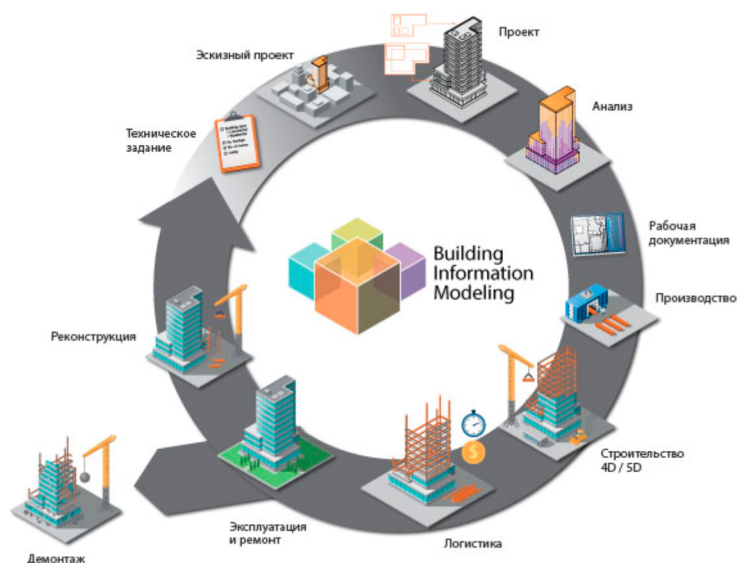 Эскизный проект
Проект
Анализ
Техническое
задание
Рабочая
документация
Building
Information
Modeling
Производство
Реконструкция
Строительство
4D / 5D
Эксплуатация
и ремонт
Логистика
Демонтаж
$